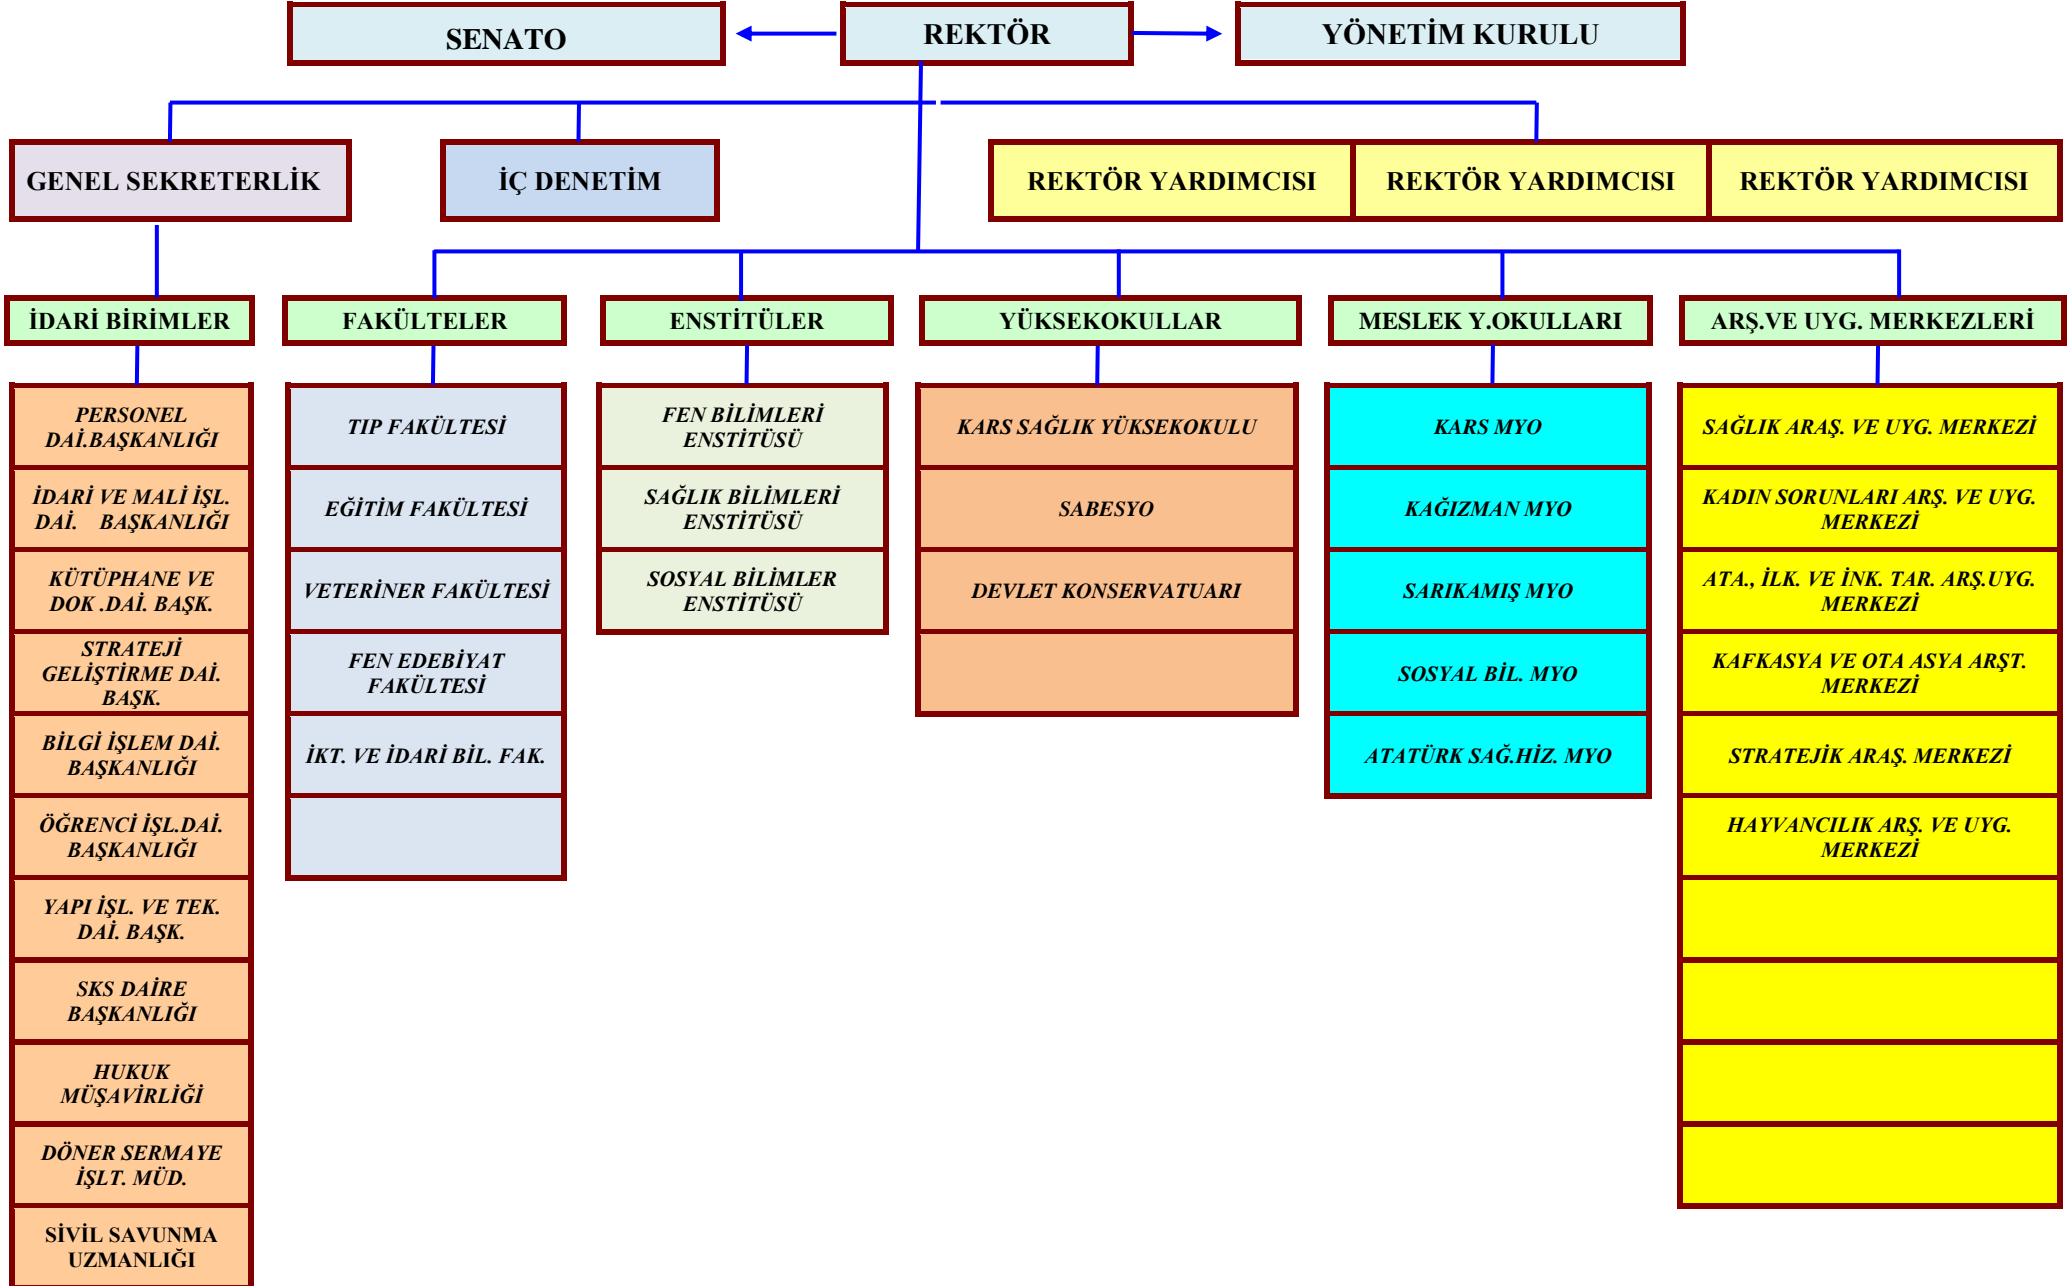 SENATO
REKTÖR
YÖNETİM KURULU
GENEL SEKRETERLİK
İÇ DENETİM
REKTÖR YARDIMCISI
REKTÖR YARDIMCISI
REKTÖR YARDIMCISI
İDARİ BİRİMLER
FAKÜLTELER
ENSTİTÜLER
YÜKSEKOKULLAR
MESLEK Y.OKULLARI
ARŞ.VE UYG. MERKEZLERİ
PERSONEL
DAİ.BAŞKANLIĞI
İDARİ VE MALİ İŞL.
DAİ. BAŞKANLIĞI
KÜTÜPHANE VE
DOK .DAİ. BAŞK.
STRATEJİ
GELİŞTİRME DAİ.
BAŞK.
BİLGİ İŞLEM DAİ.
BAŞKANLIĞI
ÖĞRENCİ İŞL.DAİ.
BAŞKANLIĞI
YAPI İŞL. VE TEK.
DAİ. BAŞK.
SKS DAİRE
BAŞKANLIĞI
HUKUK
MÜŞAVİRLİĞİ
DÖNER SERMAYE
İŞLT. MÜD.
SİVİL SAVUNMA
UZMANLIĞI
TIP FAKÜLTESİ
EĞİTİM FAKÜLTESİ
VETERİNER FAKÜLTESİ
FEN EDEBİYAT
FAKÜLTESİ
İKT. VE İDARİ BİL. FAK.
FEN BİLİMLERİ
ENSTİTÜSÜ
SAĞLIK BİLİMLERİ
ENSTİTÜSÜ
SOSYAL BİLİMLER
ENSTİTÜSÜ
KARS SAĞLIK YÜKSEKOKULU
SABESYO
DEVLET KONSERVATUARI
KARS MYO
KAĞIZMAN MYO
SARIKAMIŞ MYO
SOSYAL BİL. MYO
ATATÜRK SAĞ.HİZ. MYO
SAĞLIK ARAŞ. VE UYG. MERKEZİ
KADIN SORUNLARI ARŞ. VE UYG.
MERKEZİ
ATA., İLK. VE İNK. TAR. ARŞ.UYG.
MERKEZİ
KAFKASYA VE OTA ASYA ARŞT.
MERKEZİ
STRATEJİK ARAŞ. MERKEZİ
HAYVANCILIK ARŞ. VE UYG.
MERKEZİ